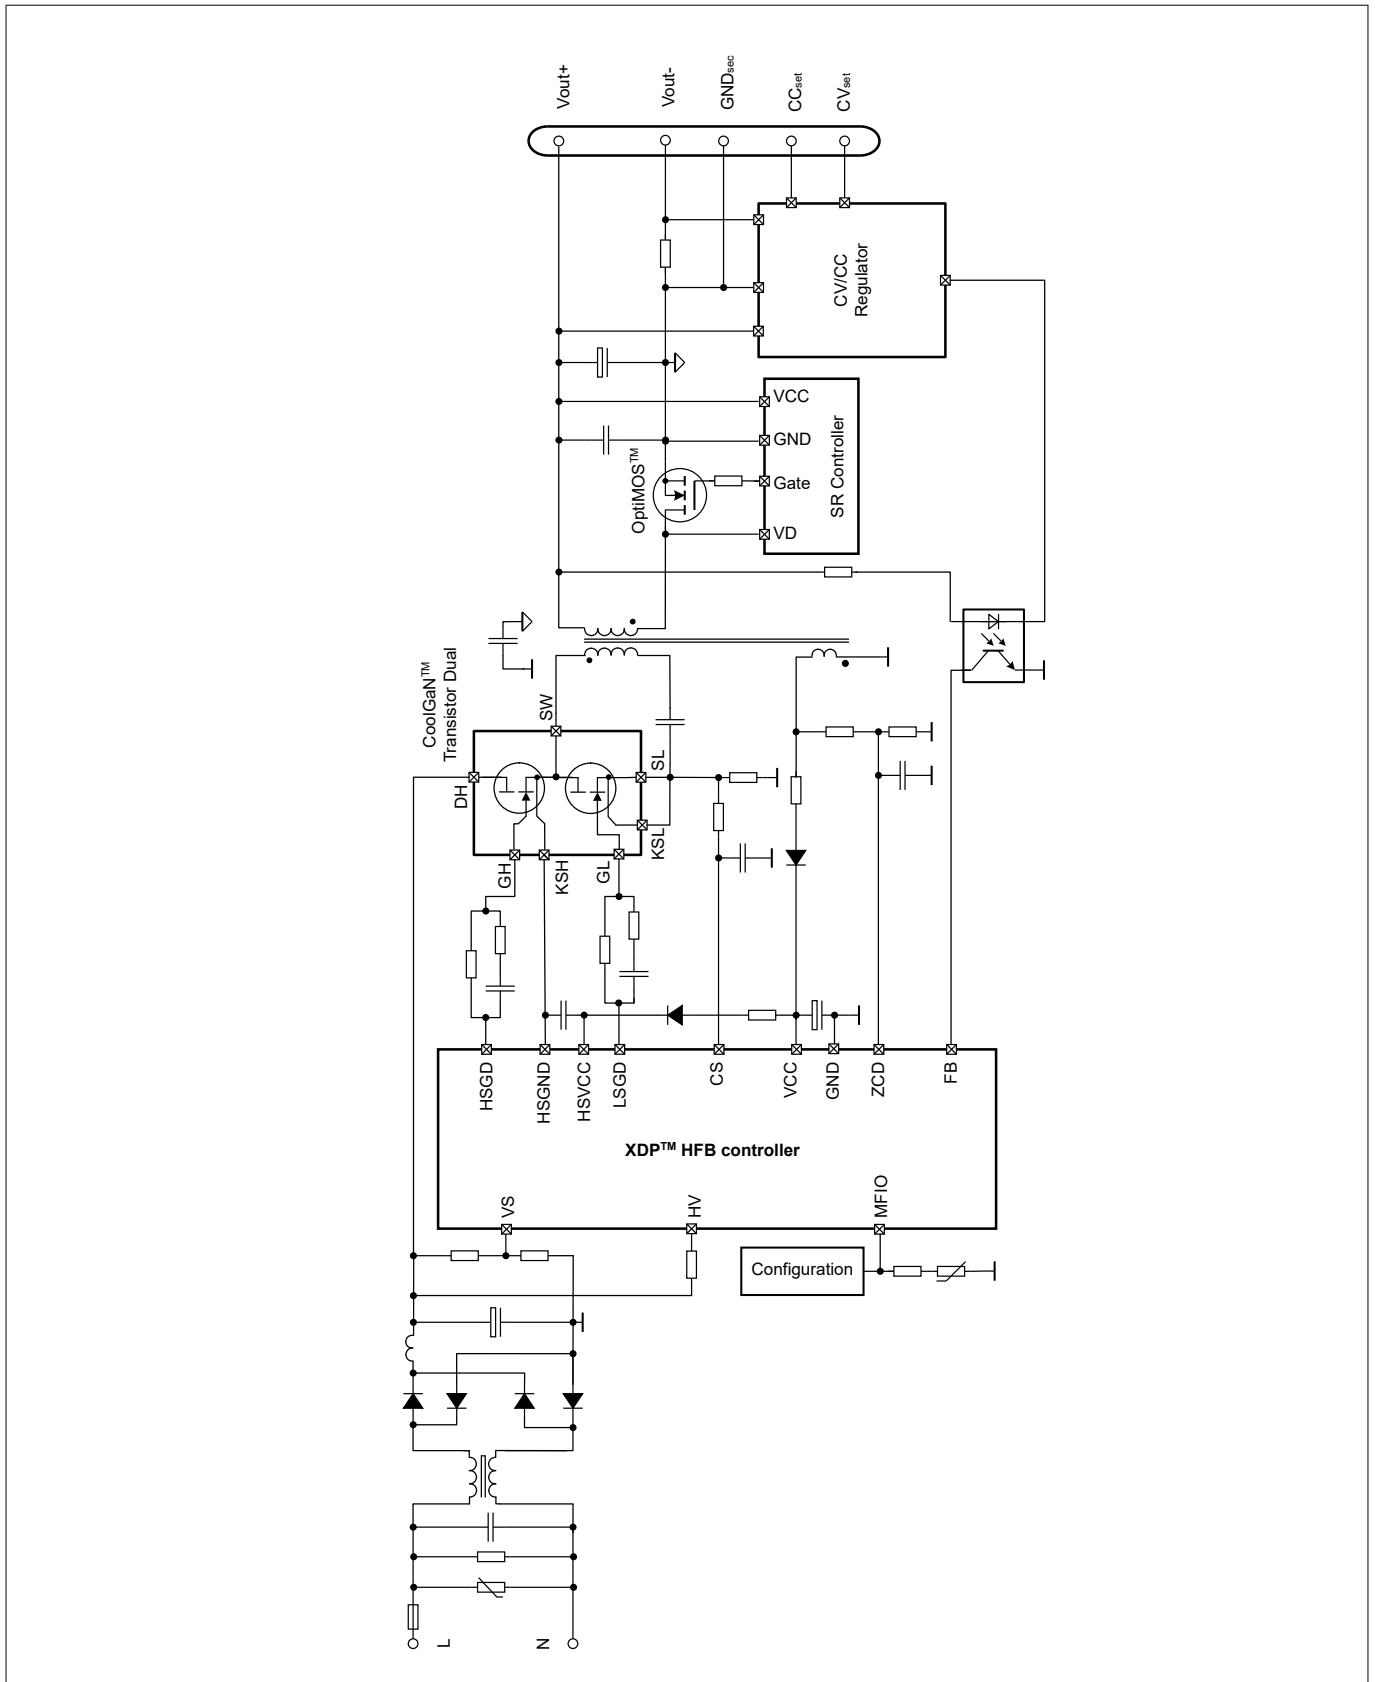 Vout+
Vout-
GNDsec
CCset
CVset
CV/CC
Regulator
VCC
GND
Gate
VD
SR Controller
OptiMOS™
CoolGaN™
Transistor Dual
SW
DH
SL
KSL
GH
KSH
GL
HSGD
HSGND
HSVCC
LSGD
CS
VCC
GND
ZCD
FB
XDP™ HFB controller
VS
HV
MFIO
Configuration
L
N